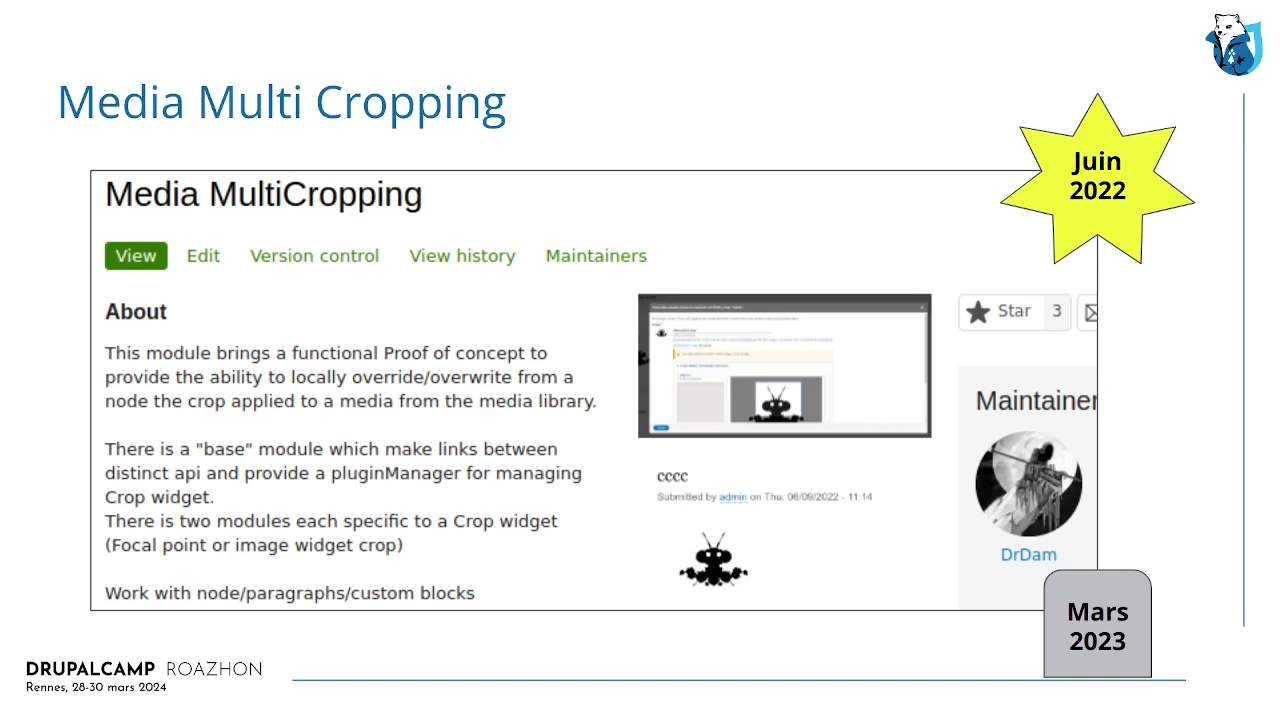 Media Multi Cropping
Juin
2022
Media MultiCropping
View Edit Version control View history Maintainers
About
This module brings a functional Proof of concept to
provide the ability to locally override/overwrite from a
node the crop applied to a media from the media library.
There is a "base" module which make links between
distinct api and provide a pluginManager for managing
Crop widget.
There is two modules each specific to a Crop widget
(Focal point or image widget crop)
Work with node/paragraphs/custom blocks
cccc
Submitted by admin on Thu, 06/09/2022 - 11:14
Star 3
Maintainer
DrDam
Mars
2023
DRUPALCAMP ROAZHON
Rennes, 28-30 mars 2024